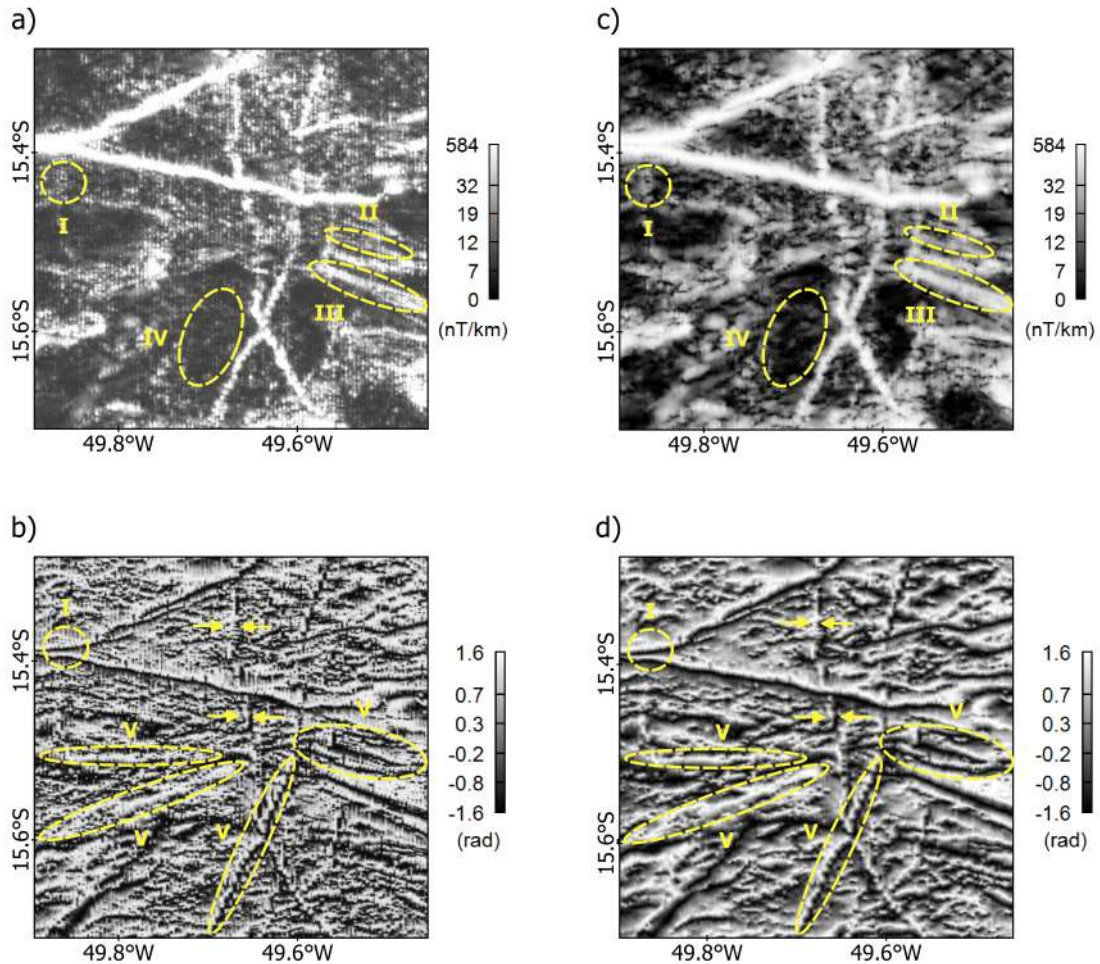 a)
15.4°S
15.6°S
49.8°W
49.6°W
I
II
III
IV
584
32
19
12
7
0
(nT/km)
c)
15.4°S
15.6°S
49.8°W
49.6°W
I
II
III
IV
584
32
19
12
7
0
(nT/km)
b)
15.4°S
15.6°S
49.8°W
49.6°W
I
V
V
V
V
1.6
0.7
0.3
-0.2
-0.8
-1.6
(rad)
d)
15.4°S
15.6°S
49.8°W
49.6°W
I
V
V
V
V
1.6
0.7
0.3
-0.2
-0.8
-1.6
(rad)